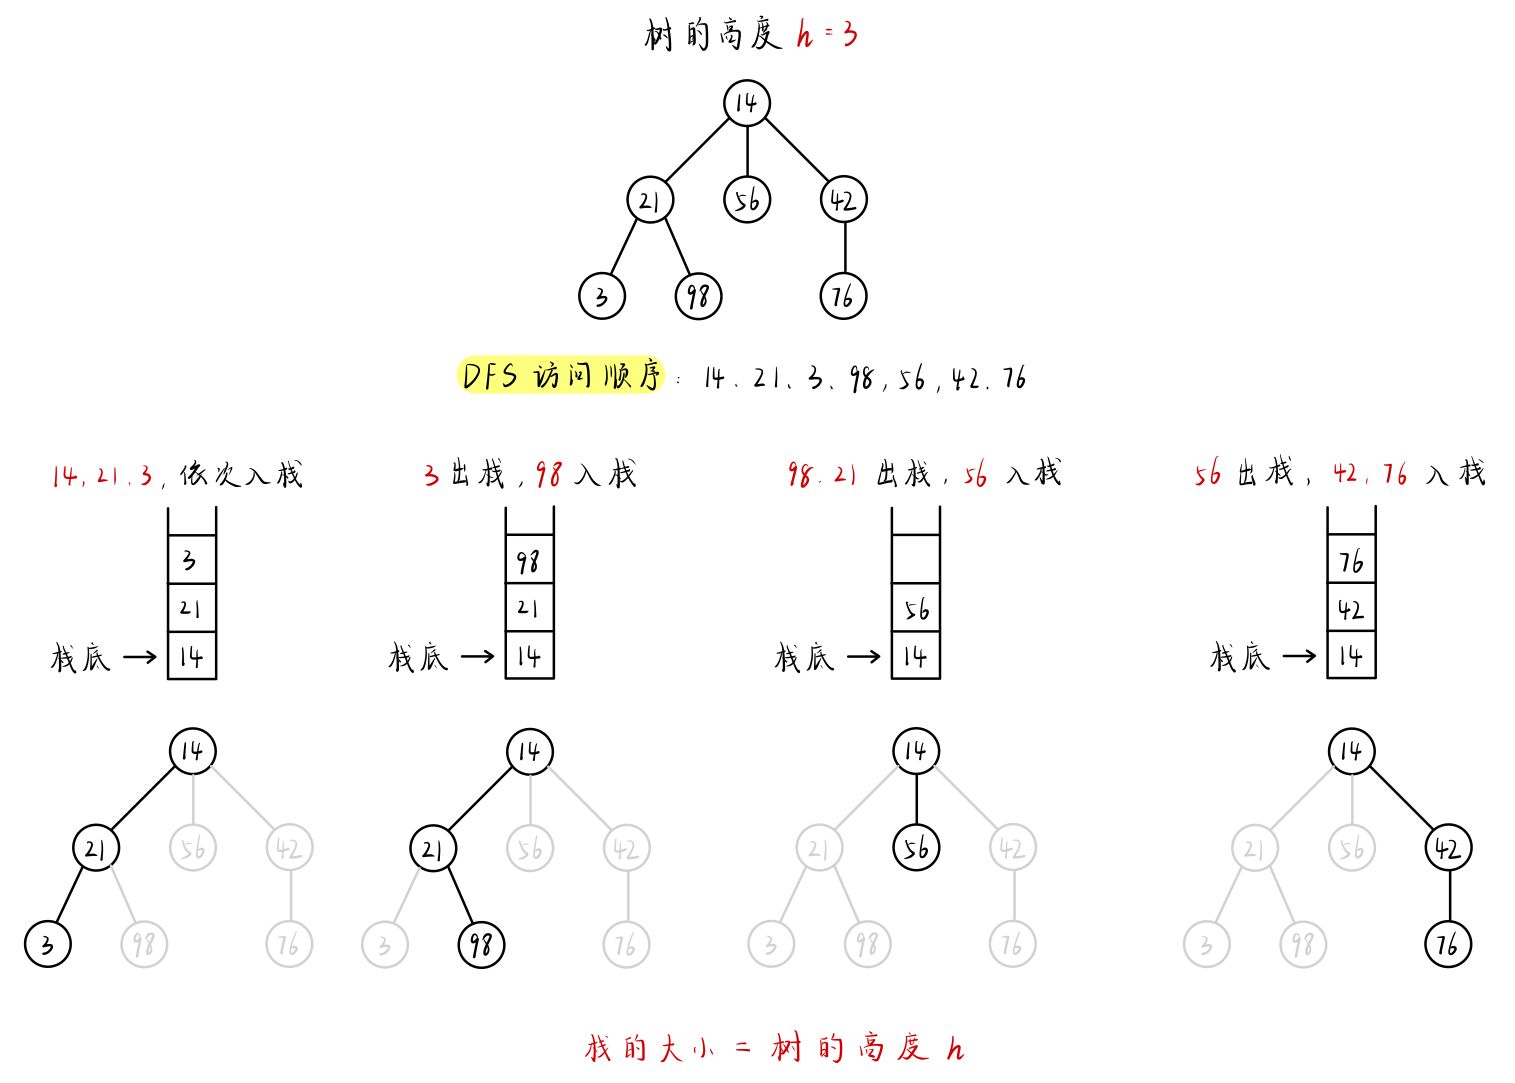 树的高度 h = 3
14
21 56 42
3 98 76
DFS 访问顺序: 14、21、3、98, 56, 42、76
14、21、3, 依次入栈
3 出栈, 98 入栈
98、21 出栈, 56 入栈
56 出栈, 42, 76 入栈
3
21
栈底 → 14
98
21
栈底 → 14
56
栈底 → 14
76
42
栈底 → 14
14
21 56 42
3 98 76
14
21 56 42
3 98 76
14
21 56 42
3 98 76
14
21 56 42
3 98 76
栈的大小 = 树的高度 h